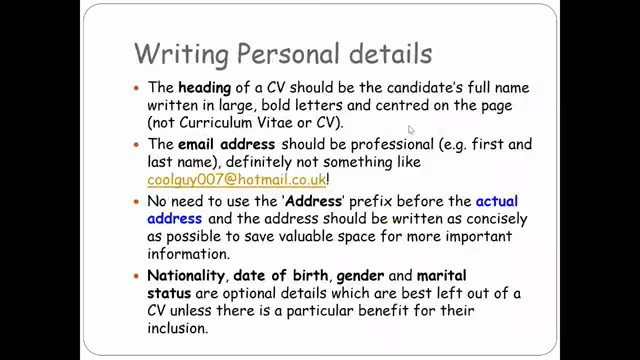 Writing Personal details
• The heading of a CV should be the candidate's full name
written in large, bold letters and centred on the page
(not Curriculum Vitae or CV).
• The email address should be professional (e.g. first and
last name), definitely not something like
coolguy007@hotmail.co.uk!
• No need to use the 'Address' prefix before the actual
address and the address should be written as concisely
as possible to save valuable space for more important
information.
• Nationality, date of birth, gender and marital
status are optional details which are best left out of a
CV unless there is a particular benefit for their
inclusion.